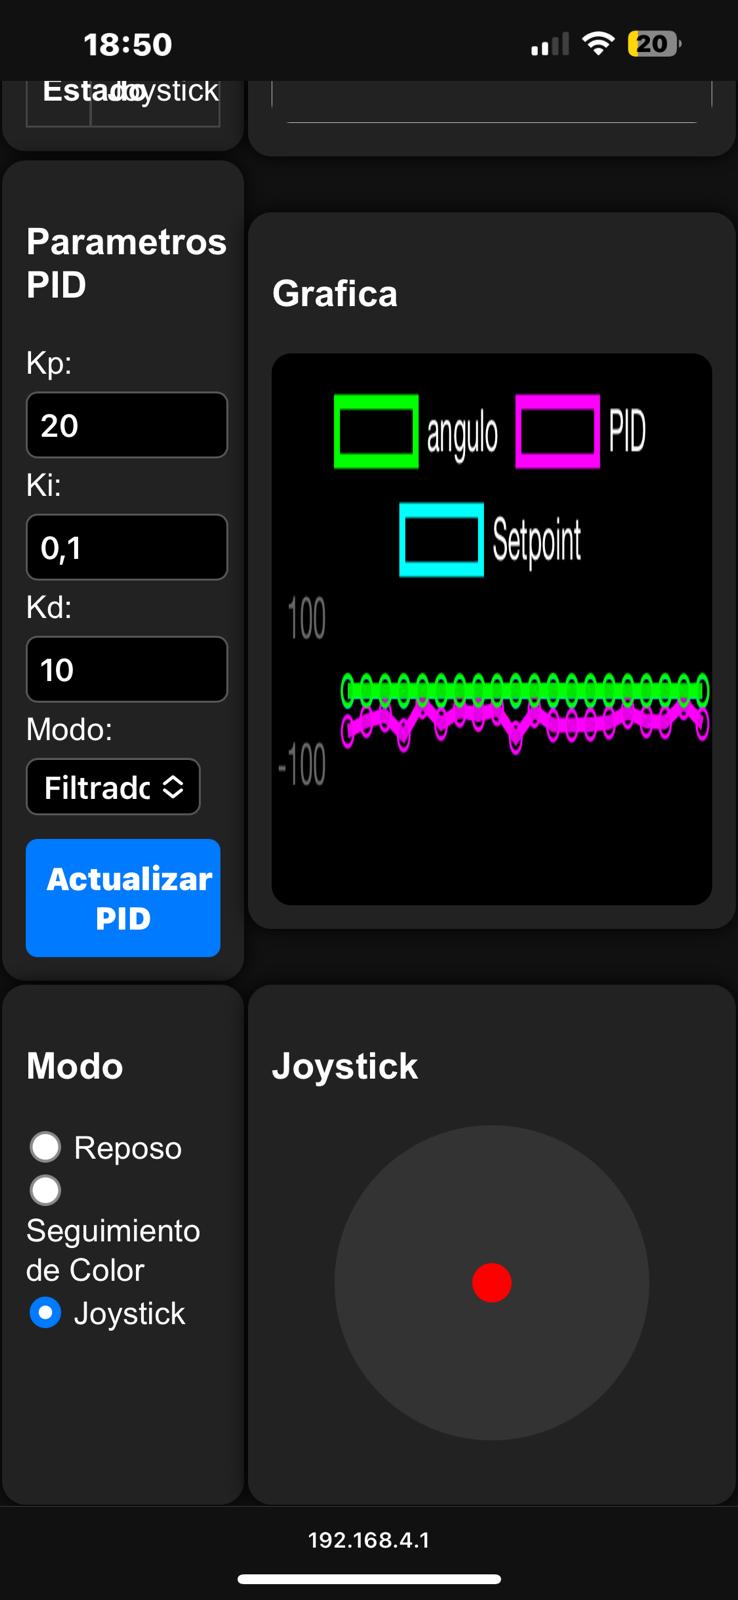 18:50
20
Estado
Joystick
Parametros
PID
Kp:
20
Ki:
0,1
Kd:
10
Modo:
Filtrado
Actualizar
PID
Grafica
angulo
PID
Setpoint
100
-100
Modo
Reposo
Seguimiento
de Color
Joystick
Joystick
192.168.4.1